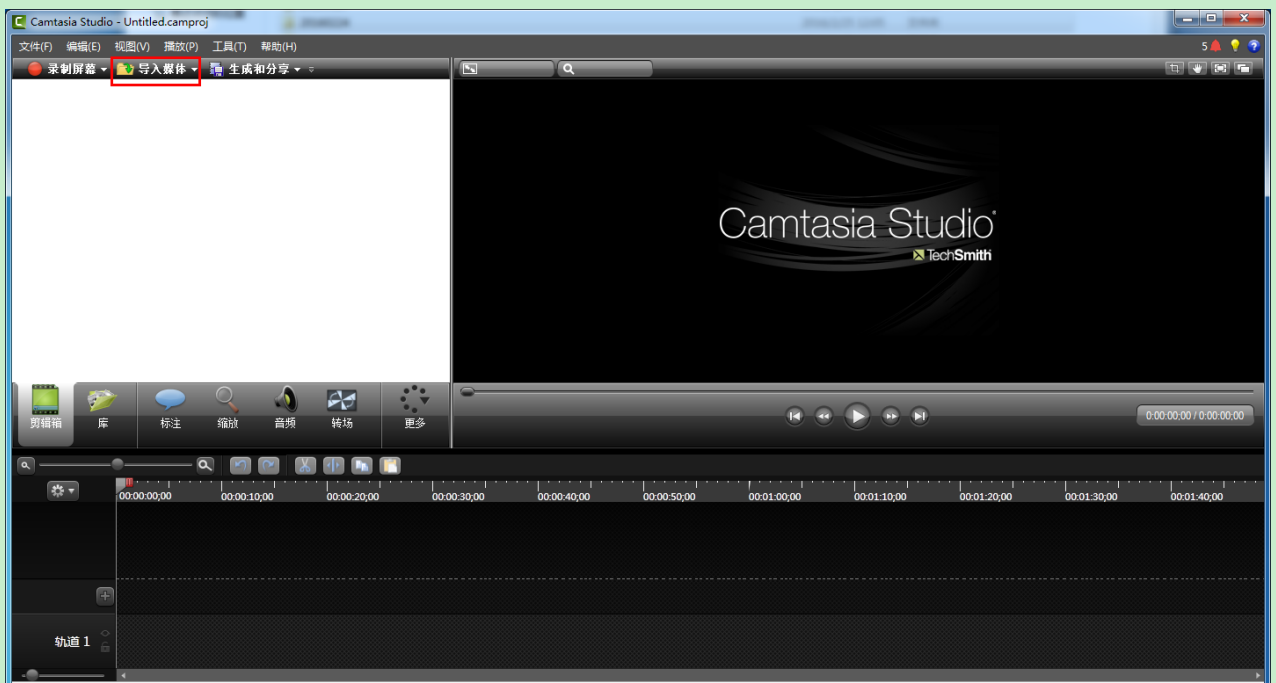 Camtasia Studio - Untitled.camproj
文件(F) 编辑(E) 视图(V) 播放(P) 工具(T) 帮助(H)
5
录制屏幕 导入媒体 生成和分享
Camtasia Studio
TechSmith
剪辑箱 库 标注 缩放 音频 转场 更多
0:00:00;00 / 0:00:00;00
00:00:00;00 00:00:10;00 00:00:20;00 00:00:30;00 00:00:40;00 00:00:50;00 00:01:00;00 00:01:10;00 00:01:20;00 00:01:30;00 00:01:40;00
轨道 1